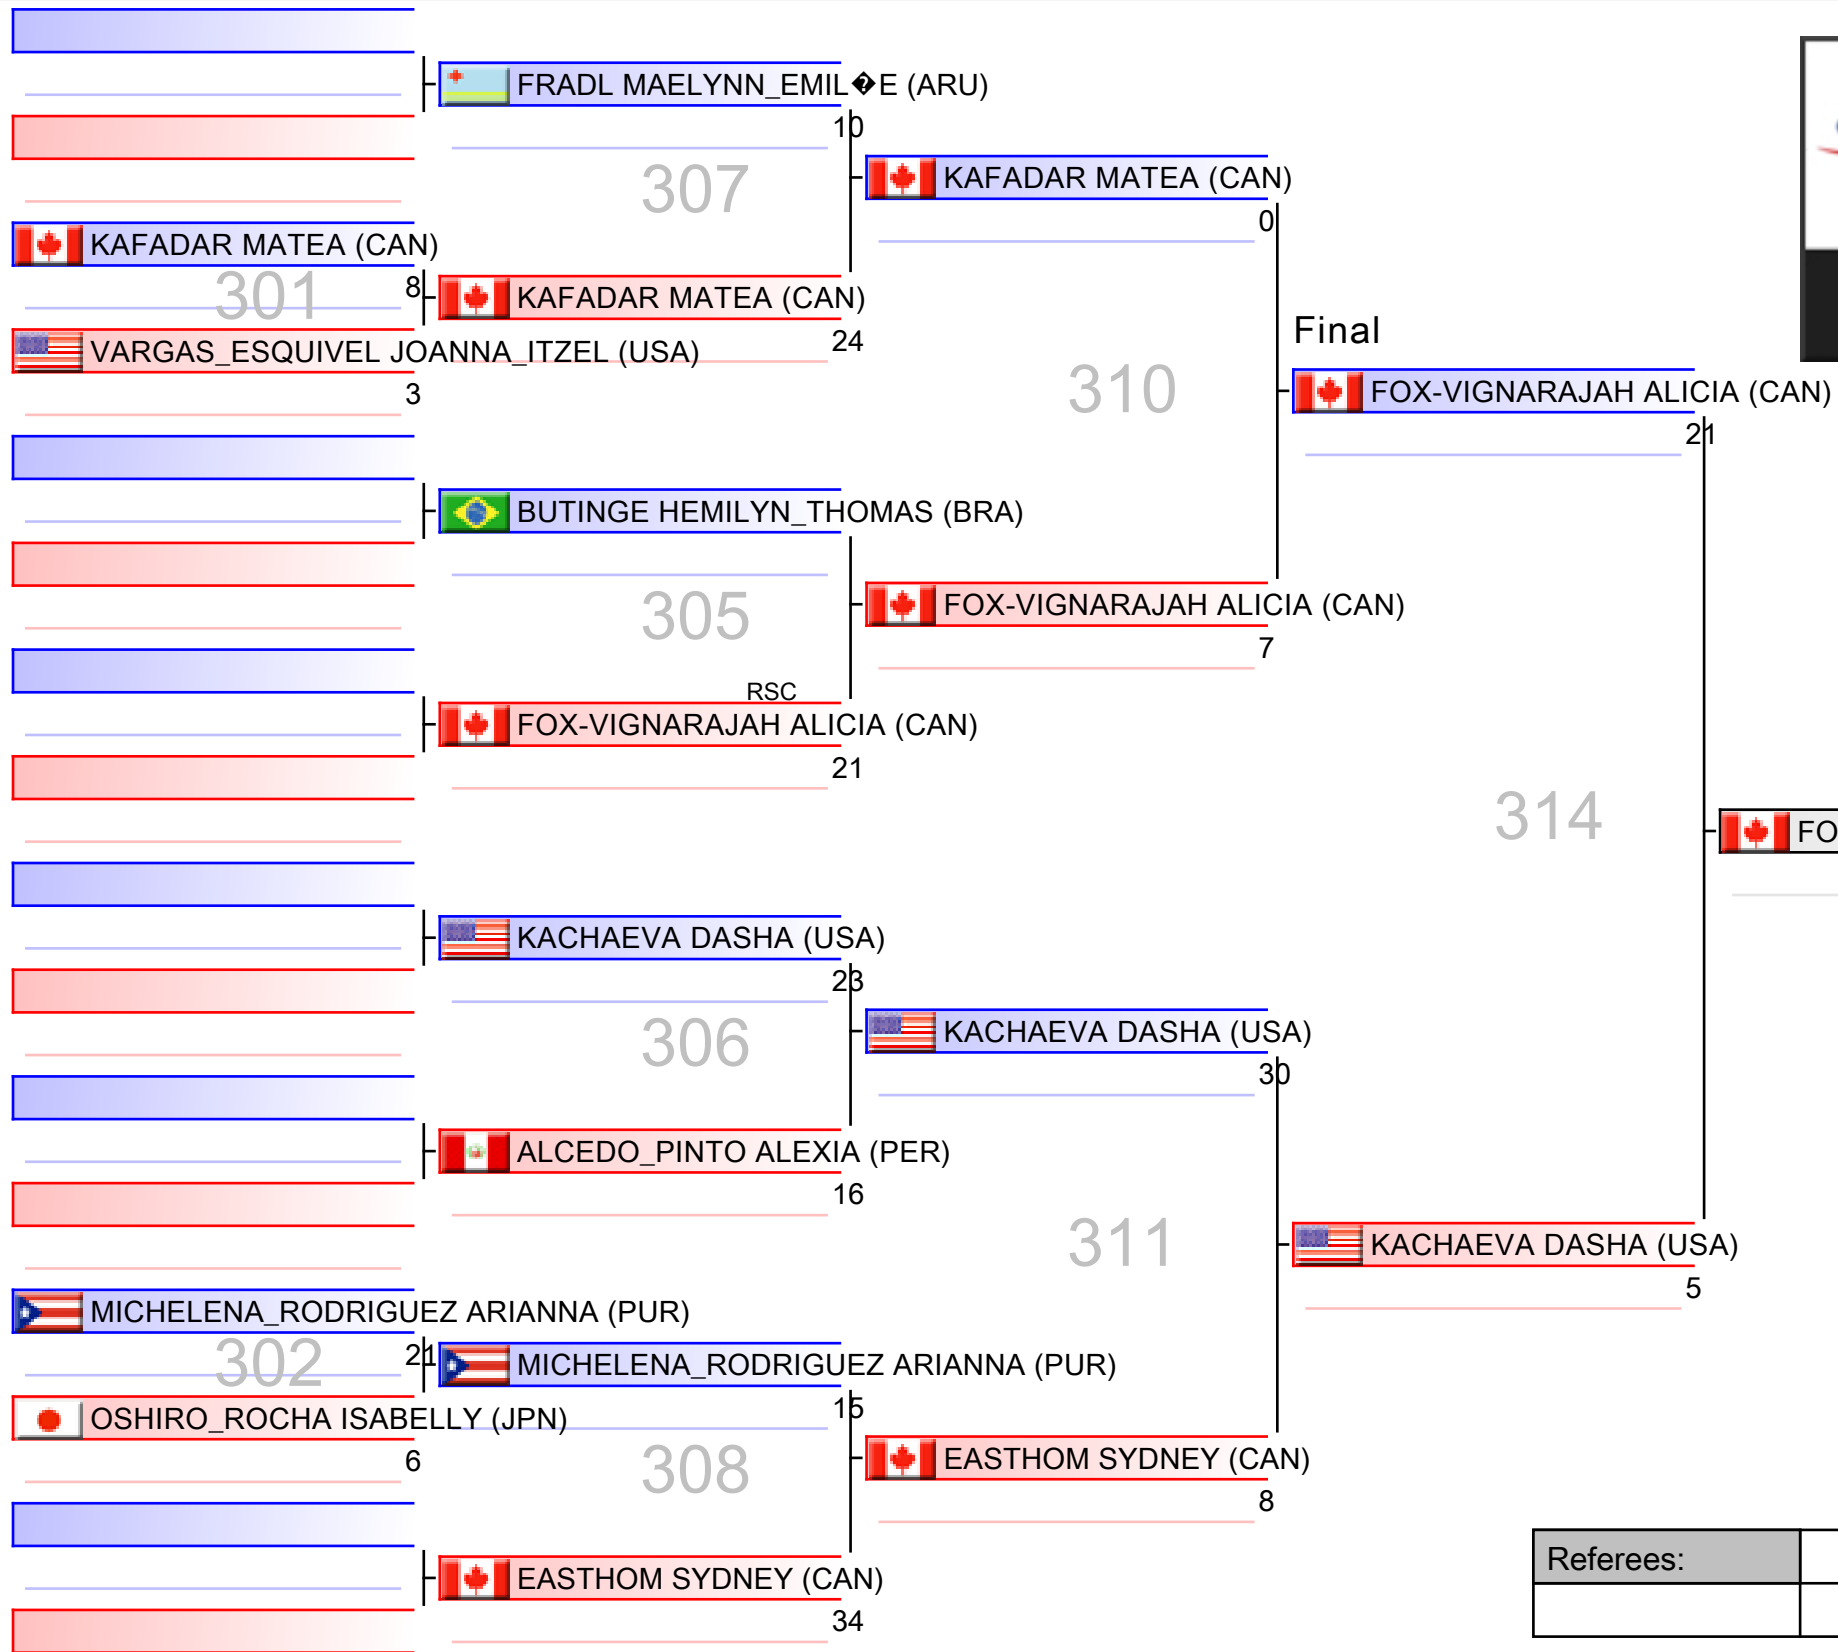 FRADL MAELYNN_EMIL�E (ARU)
10
307
KAFADAR MATEA (CAN)
0
KAFADAR MATEA (CAN)
301
8
KAFADAR MATEA (CAN)
24
VARGAS_ESQUIVEL JOANNA_ITZEL (USA)
3
Final
310
FOX-VIGNARAJAH ALICIA (CAN)
21
BUTINGE HEMILYN_THOMAS (BRA)
305
FOX-VIGNARAJAH ALICIA (CAN)
7
RSC
FOX-VIGNARAJAH ALICIA (CAN)
21
314
FO
KACHAEVA DASHA (USA)
23
306
KACHAEVA DASHA (USA)
30
ALCEDO_PINTO ALEXIA (PER)
16
311
KACHAEVA DASHA (USA)
5
MICHELENA_RODRIGUEZ ARIANNA (PUR)
302
21
MICHELENA_RODRIGUEZ ARIANNA (PUR)
15
OSHIRO_ROCHA ISABELLY (JPN)
6
308
EASTHOM SYDNEY (CAN)
8
EASTHOM SYDNEY (CAN)
34
Referees: